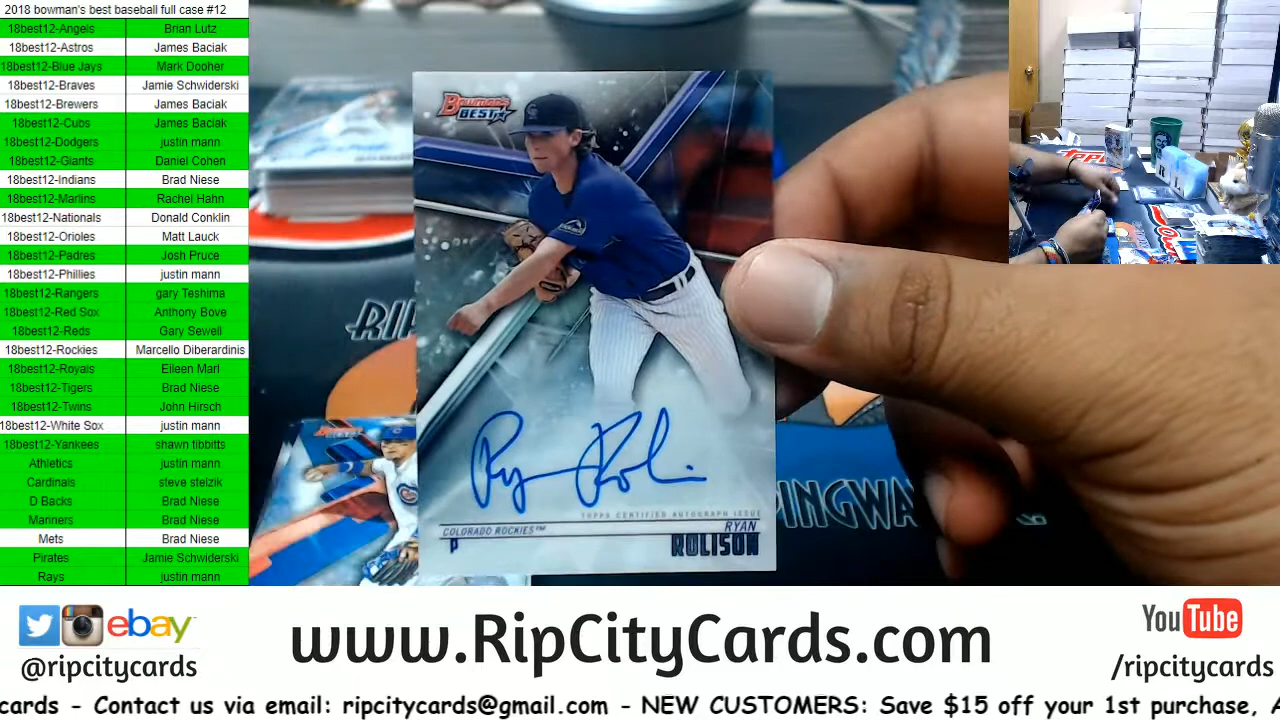 2018 bowman's best baseball full case #12
18best12-Angels Brian Lutz
18best12-Astros James Baciak
18best12-Blue Jays Mark Dooher
18best12-Braves Jamie Schwiderski
18best12-Brewers James Baciak
18best12-Cubs James Baciak
18best12-Dodgers justin mann
18best12-Giants Daniel Cohen
18best12-Indians Brad Niese
18best12-Marlins Rachel Hahn
18best12-Nationals Donald Conklin
18best12-Orioles Matt Lauck
18best12-Padres Josh Pruce
18best12-Phillies justin mann
18best12-Rangers gary Teshima
18best12-Red Sox Anthony Bove
18best12-Reds Gary Sewell
18best12-Rockies Marcello Diberardinis
18best12-Royals Eileen Marl
18best12-Tigers Brad Niese
18best12-Twins John Hirsch
18best12-White Sox justin mann
18best12-Yankees shawn tibbitts
Athletics justin mann
Cardinals steve stelzik
D Backs Brad Niese
Mariners Brad Niese
Mets Brad Niese
Pirates Jamie Schwiderski
Rays justin mann
Bowman's
BEST
RIP
Ryan Rolison
TOPPS CERTIFIED AUTOGRAPH ISSUE
COLORADO ROCKIES™ RYAN
P ROLISON
PINGWA
ebay
@ripcitycards
www.RipCityCards.com
YouTube
/ripcitycards
cards - Contact us via email: ripcitycards@gmail.com - NEW CUSTOMERS: Save $15 off your 1st purchase, A